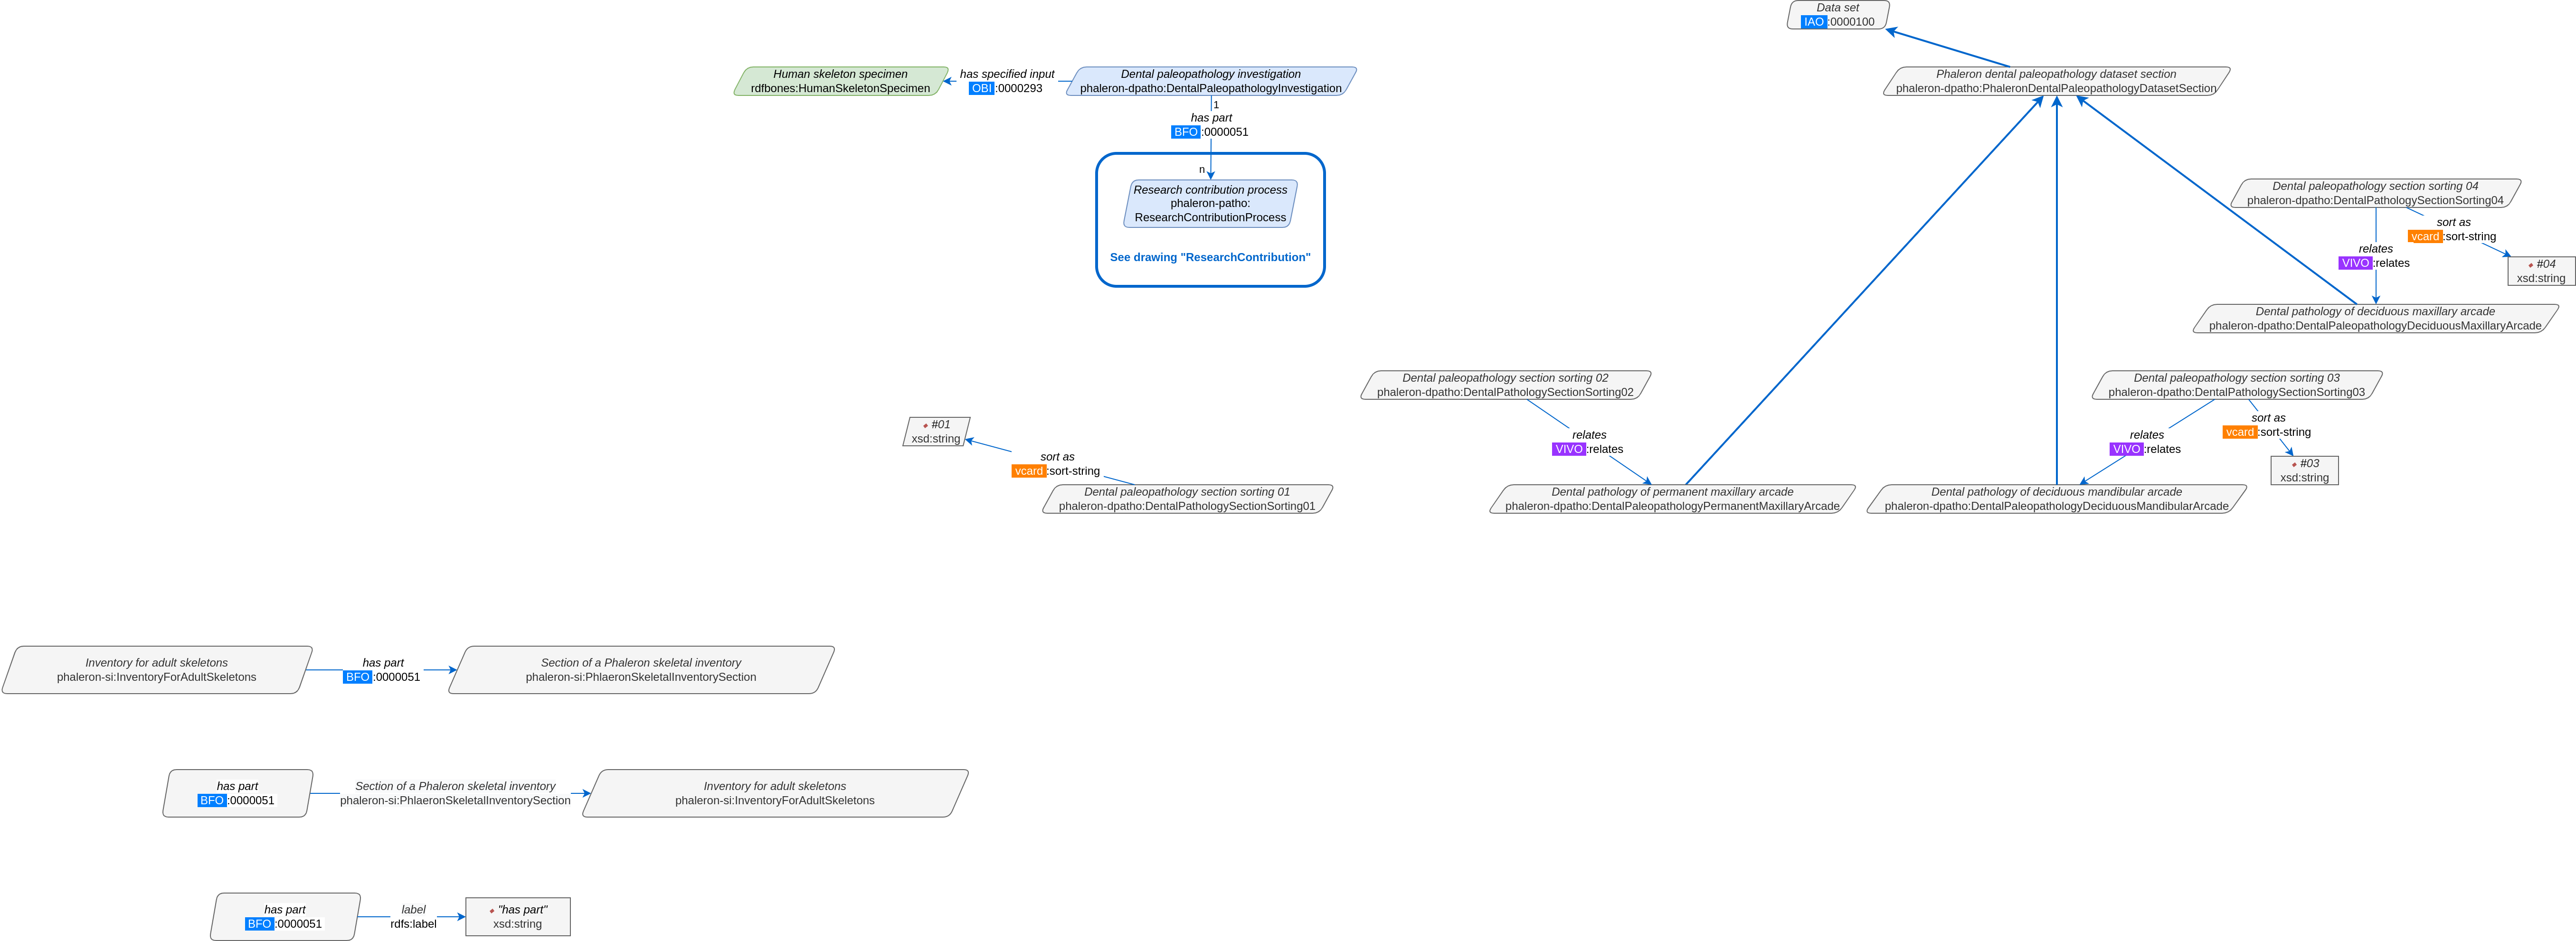 Data set
IAO :0000100
Human skeleton specimen
rdfbones:HumanSkeletonSpecimen
has specified input
OBI :0000293
Dental paleopathology investigation
phaleron-dpatho:DentalPaleopathologyInvestigation
Phaleron dental paleopathology dataset section
phaleron-dpatho:PhaleronDentalPaleopathologyDatasetSection
1
has part
BFO :0000051
n
Research contribution process
phaleron-patho:
ResearchContributionProcess
See drawing "ResearchContribution"
Dental paleopathology section sorting 04
phaleron-dpatho:DentalPathologySectionSorting04
sort as
vcard :sort-string
relates
VIVO :relates
#04
xsd:string
Dental pathology of deciduous maxillary arcade
phaleron-dpatho:DentalPaleopathologyDeciduousMaxillaryArcade
Dental paleopathology section sorting 02
phaleron-dpatho:DentalPathologySectionSorting02
Dental paleopathology section sorting 03
phaleron-dpatho:DentalPathologySectionSorting03
#01
xsd:string
sort as
vcard :sort-string
relates
VIVO :relates
relates
VIVO :relates
sort as
vcard :sort-string
#03
xsd:string
Dental paleopathology section sorting 01
phaleron-dpatho:DentalPathologySectionSorting01
Dental pathology of permanent maxillary arcade
phaleron-dpatho:DentalPaleopathologyPermanentMaxillaryArcade
Dental pathology of deciduous mandibular arcade
phaleron-dpatho:DentalPaleopathologyDeciduousMandibularArcade
Inventory for adult skeletons
phaleron-si:InventoryForAdultSkeletons
has part
BFO :0000051
Section of a Phaleron skeletal inventory
phaleron-si:PhlaeronSkeletalInventorySection
has part
BFO :0000051
Section of a Phaleron skeletal inventory
phaleron-si:PhlaeronSkeletalInventorySection
Inventory for adult skeletons
phaleron-si:InventoryForAdultSkeletons
has part
BFO :0000051
label
rdfs:label
"has part"
xsd:string